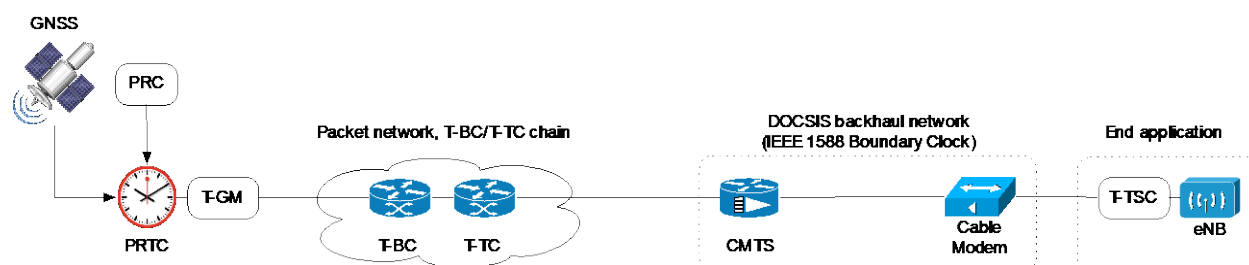 GNSS
PRC
Packet network, T-BC/T-TC chain
DOCSIS backhaul network
(IEEE 1588 Boundary Clock)
End application
T-GM
T-TSC
PRTC
T-BC
T-TC
CMTS
Cable
Modem
eNB